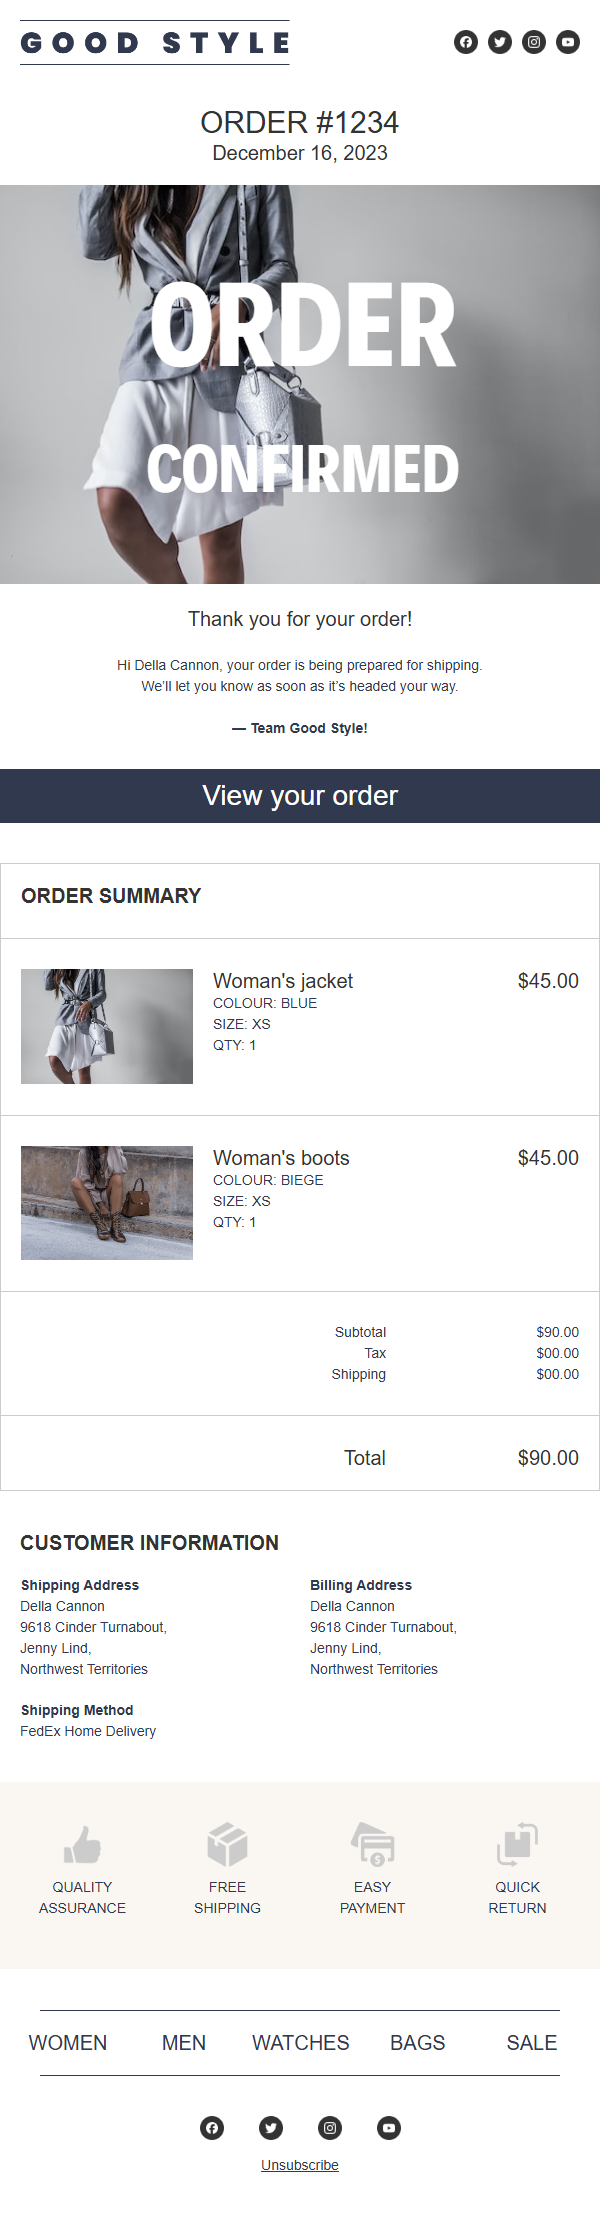 GOOD STYLE
ORDER #1234
December 16, 2023
ORDER
CONFIRMED
Thank you for your order!
Hi Della Cannon, your order is being prepared for shipping.
We’ll let you know as soon as it’s headed your way.
— Team Good Style!
View your order
ORDER SUMMARY
Woman's jacket $45.00
COLOUR: BLUE
SIZE: XS
QTY: 1
Woman's boots $45.00
COLOUR: BIEGE
SIZE: XS
QTY: 1
Subtotal $90.00
Tax $00.00
Shipping $00.00
Total $90.00
CUSTOMER INFORMATION
Shipping Address
Della Cannon
9618 Cinder Turnabout,
Jenny Lind,
Northwest Territories
Billing Address
Della Cannon
9618 Cinder Turnabout,
Jenny Lind,
Northwest Territories
Shipping Method
FedEx Home Delivery
QUALITY
ASSURANCE
FREE
SHIPPING
EASY
PAYMENT
QUICK
RETURN
WOMEN MEN WATCHES BAGS SALE
Unsubscribe